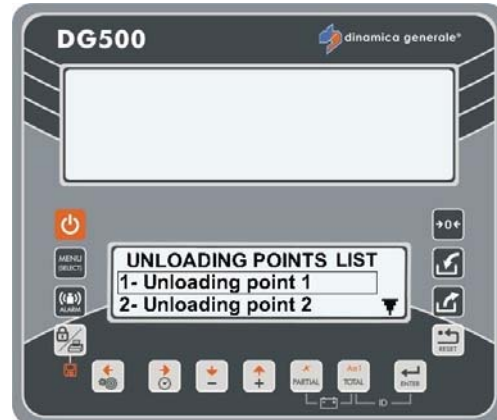 DG500
dinamica generale®
→0←
MENU
(SELECT)
UNLOADING POINTS LIST
1- Unloading point 1
2- Unloading point 2
ALARM
RESET
PARTIAL
TOTAL
ENTER
ID